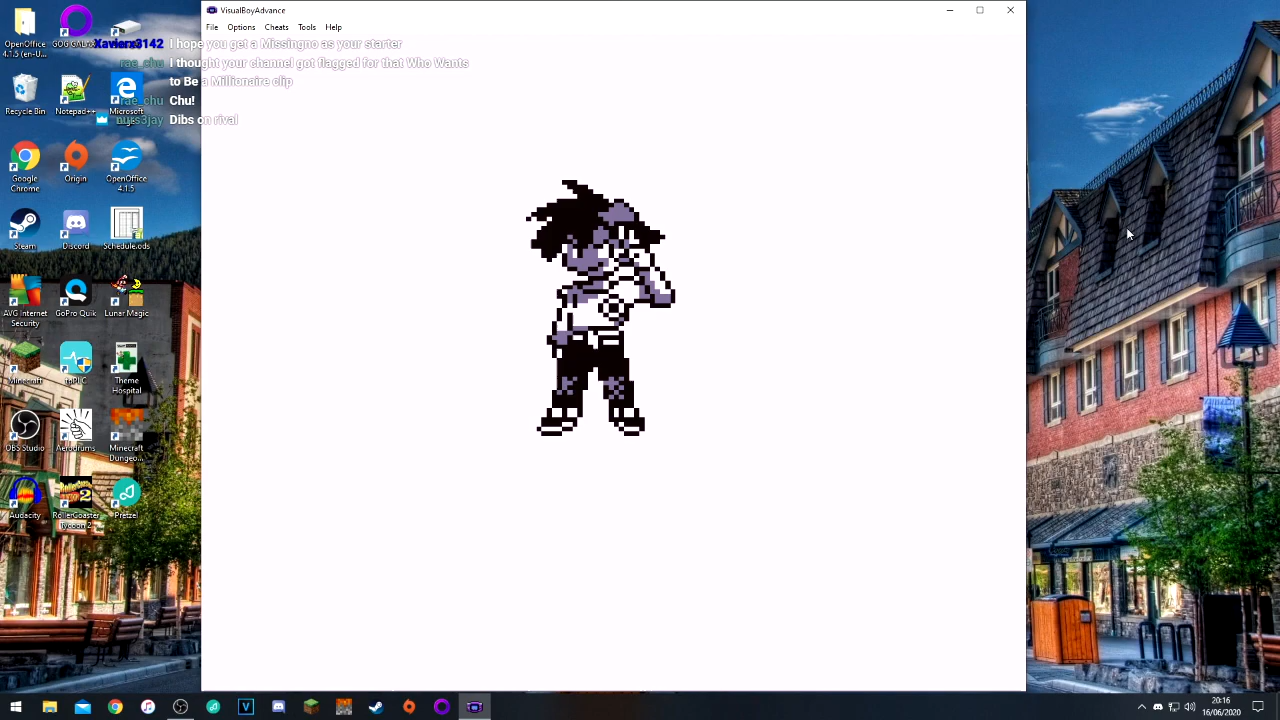 VisualBoyAdvance
File Options Cheats Tools Help
Xavierx3142 I hope you get a Missingno as your starter
rae_chu I thought your channel got flagged for that Who Wants
to Be a Millionaire clip
rae_chu Chu!
Dibs on rival
OpenOffice
4.1.5 (en-U...
GOG GALAXY
Recycle Bin
Notepad++
Microsoft
Google
Chrome
Origin
OpenOffice
4.1.5
Steam
Discord
Schedule.ods
AVG Internet
Security
GoPro Quik
Lunar Magic
Minecraft
Theme
Hospital
OBS Studio
Aerodrums
Minecraft
Dungeo...
Audacity
RollerCoaster
Tycoon 2
Pretzel
20:16
16/06/2020